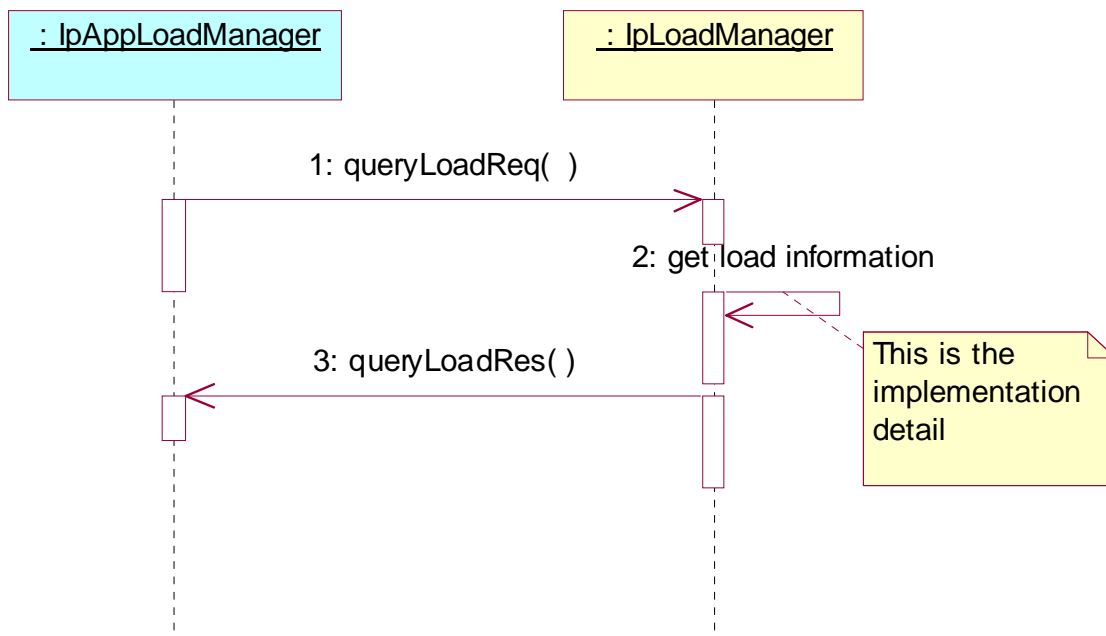 : IpAppLoadManager
: IpLoadManager
1: queryLoadReq( )
2: get load information
3: queryLoadRes( )
This is the
implementation
detail